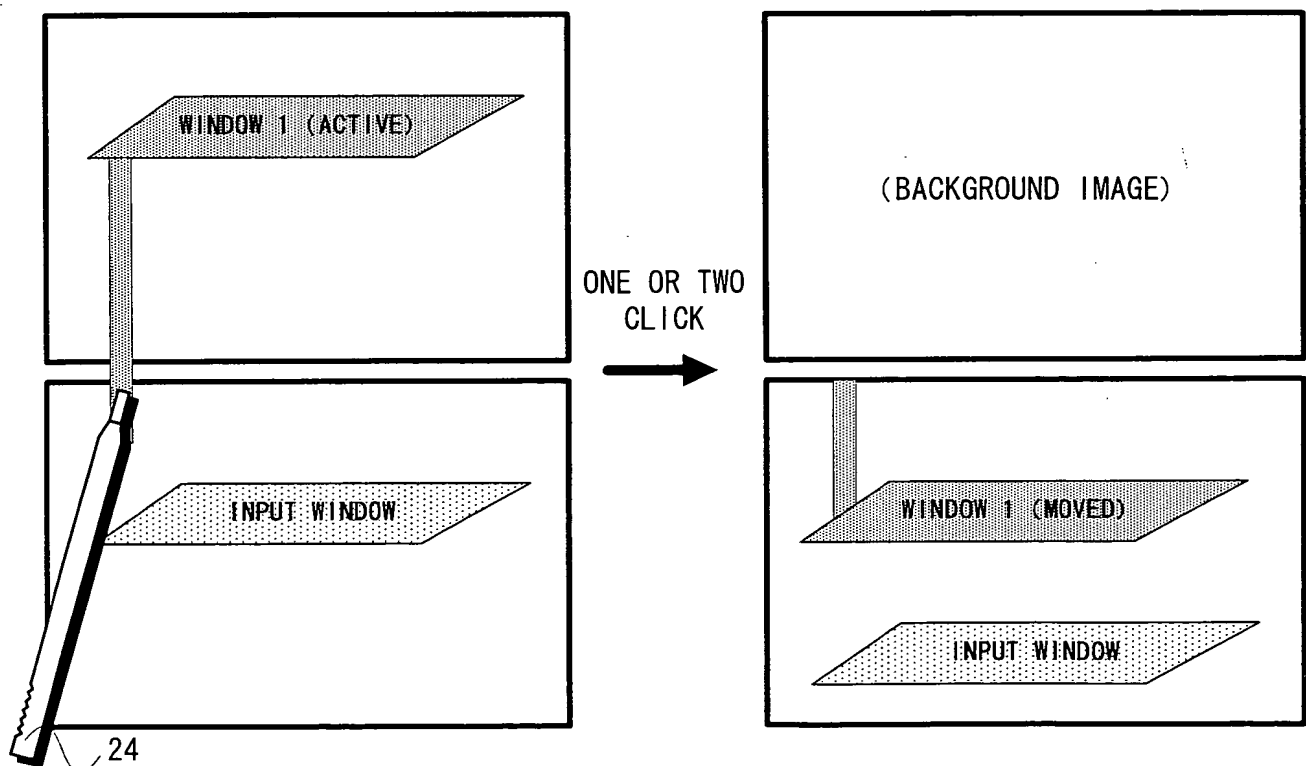 WINDOW 1 (ACTIVE)
INPUT WINDOW
24
ONE OR TWO
CLICK
(BACKGROUND IMAGE)
WINDOW 1 (MOVED)
INPUT WINDOW